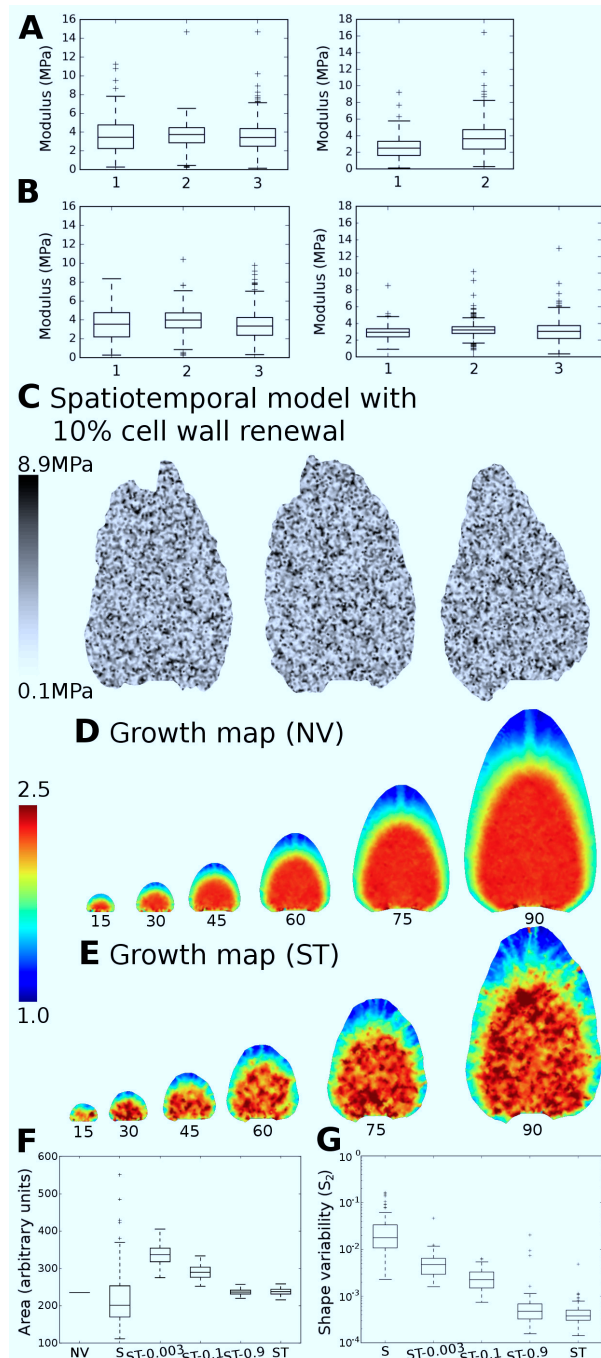 A
B
C Spatiotemporal model with
10% cell wall renewal
8.9MPa
0.1MPa
D Growth map (NV)
E Growth map (ST)
2.5
1.0
F
G
Modulus (MPa)
16
14
12
10
8
6
4
2
0
1 2 3
Modulus (MPa)
18
16
14
12
10
8
6
4
2
0
1 2
Modulus (MPa)
16
14
12
10
8
6
4
2
0
1 2 3
Modulus (MPa)
18
16
14
12
10
8
6
4
2
0
1 2 3
15 30 45 60 75 90
15 30 45 60 75 90
Area (arbitrary units)
600
500
400
300
200
100
NV S ST-0.003 ST-0.1 ST-0.9 ST
Shape variability (S2)
10^0
10^-1
10^-2
10^-3
10^-4
S ST-0.003 ST-0.1 ST-0.9 ST